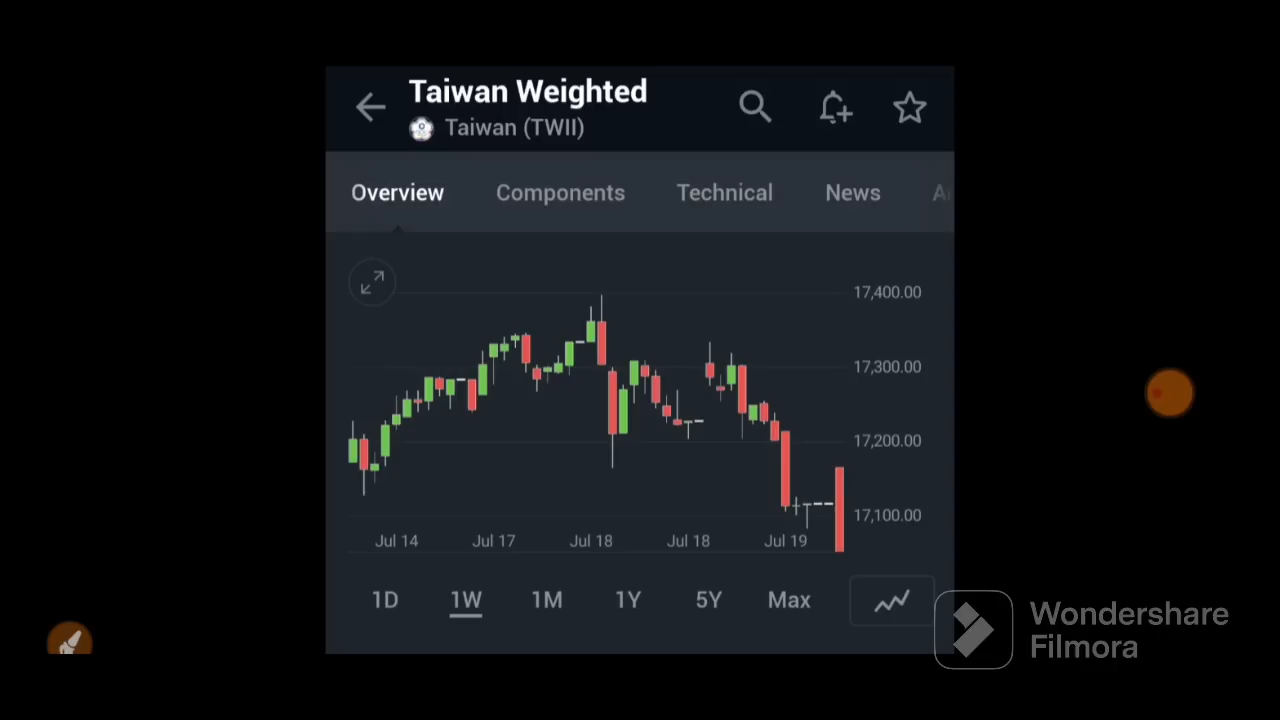 Taiwan Weighted
Taiwan (TWII)
Overview Components Technical News
17,400.00
17,300.00
17,200.00
17,100.00
Jul 14 Jul 17 Jul 18 Jul 18 Jul 19
1D 1W 1M 1Y 5Y Max
Wondershare
Filmora